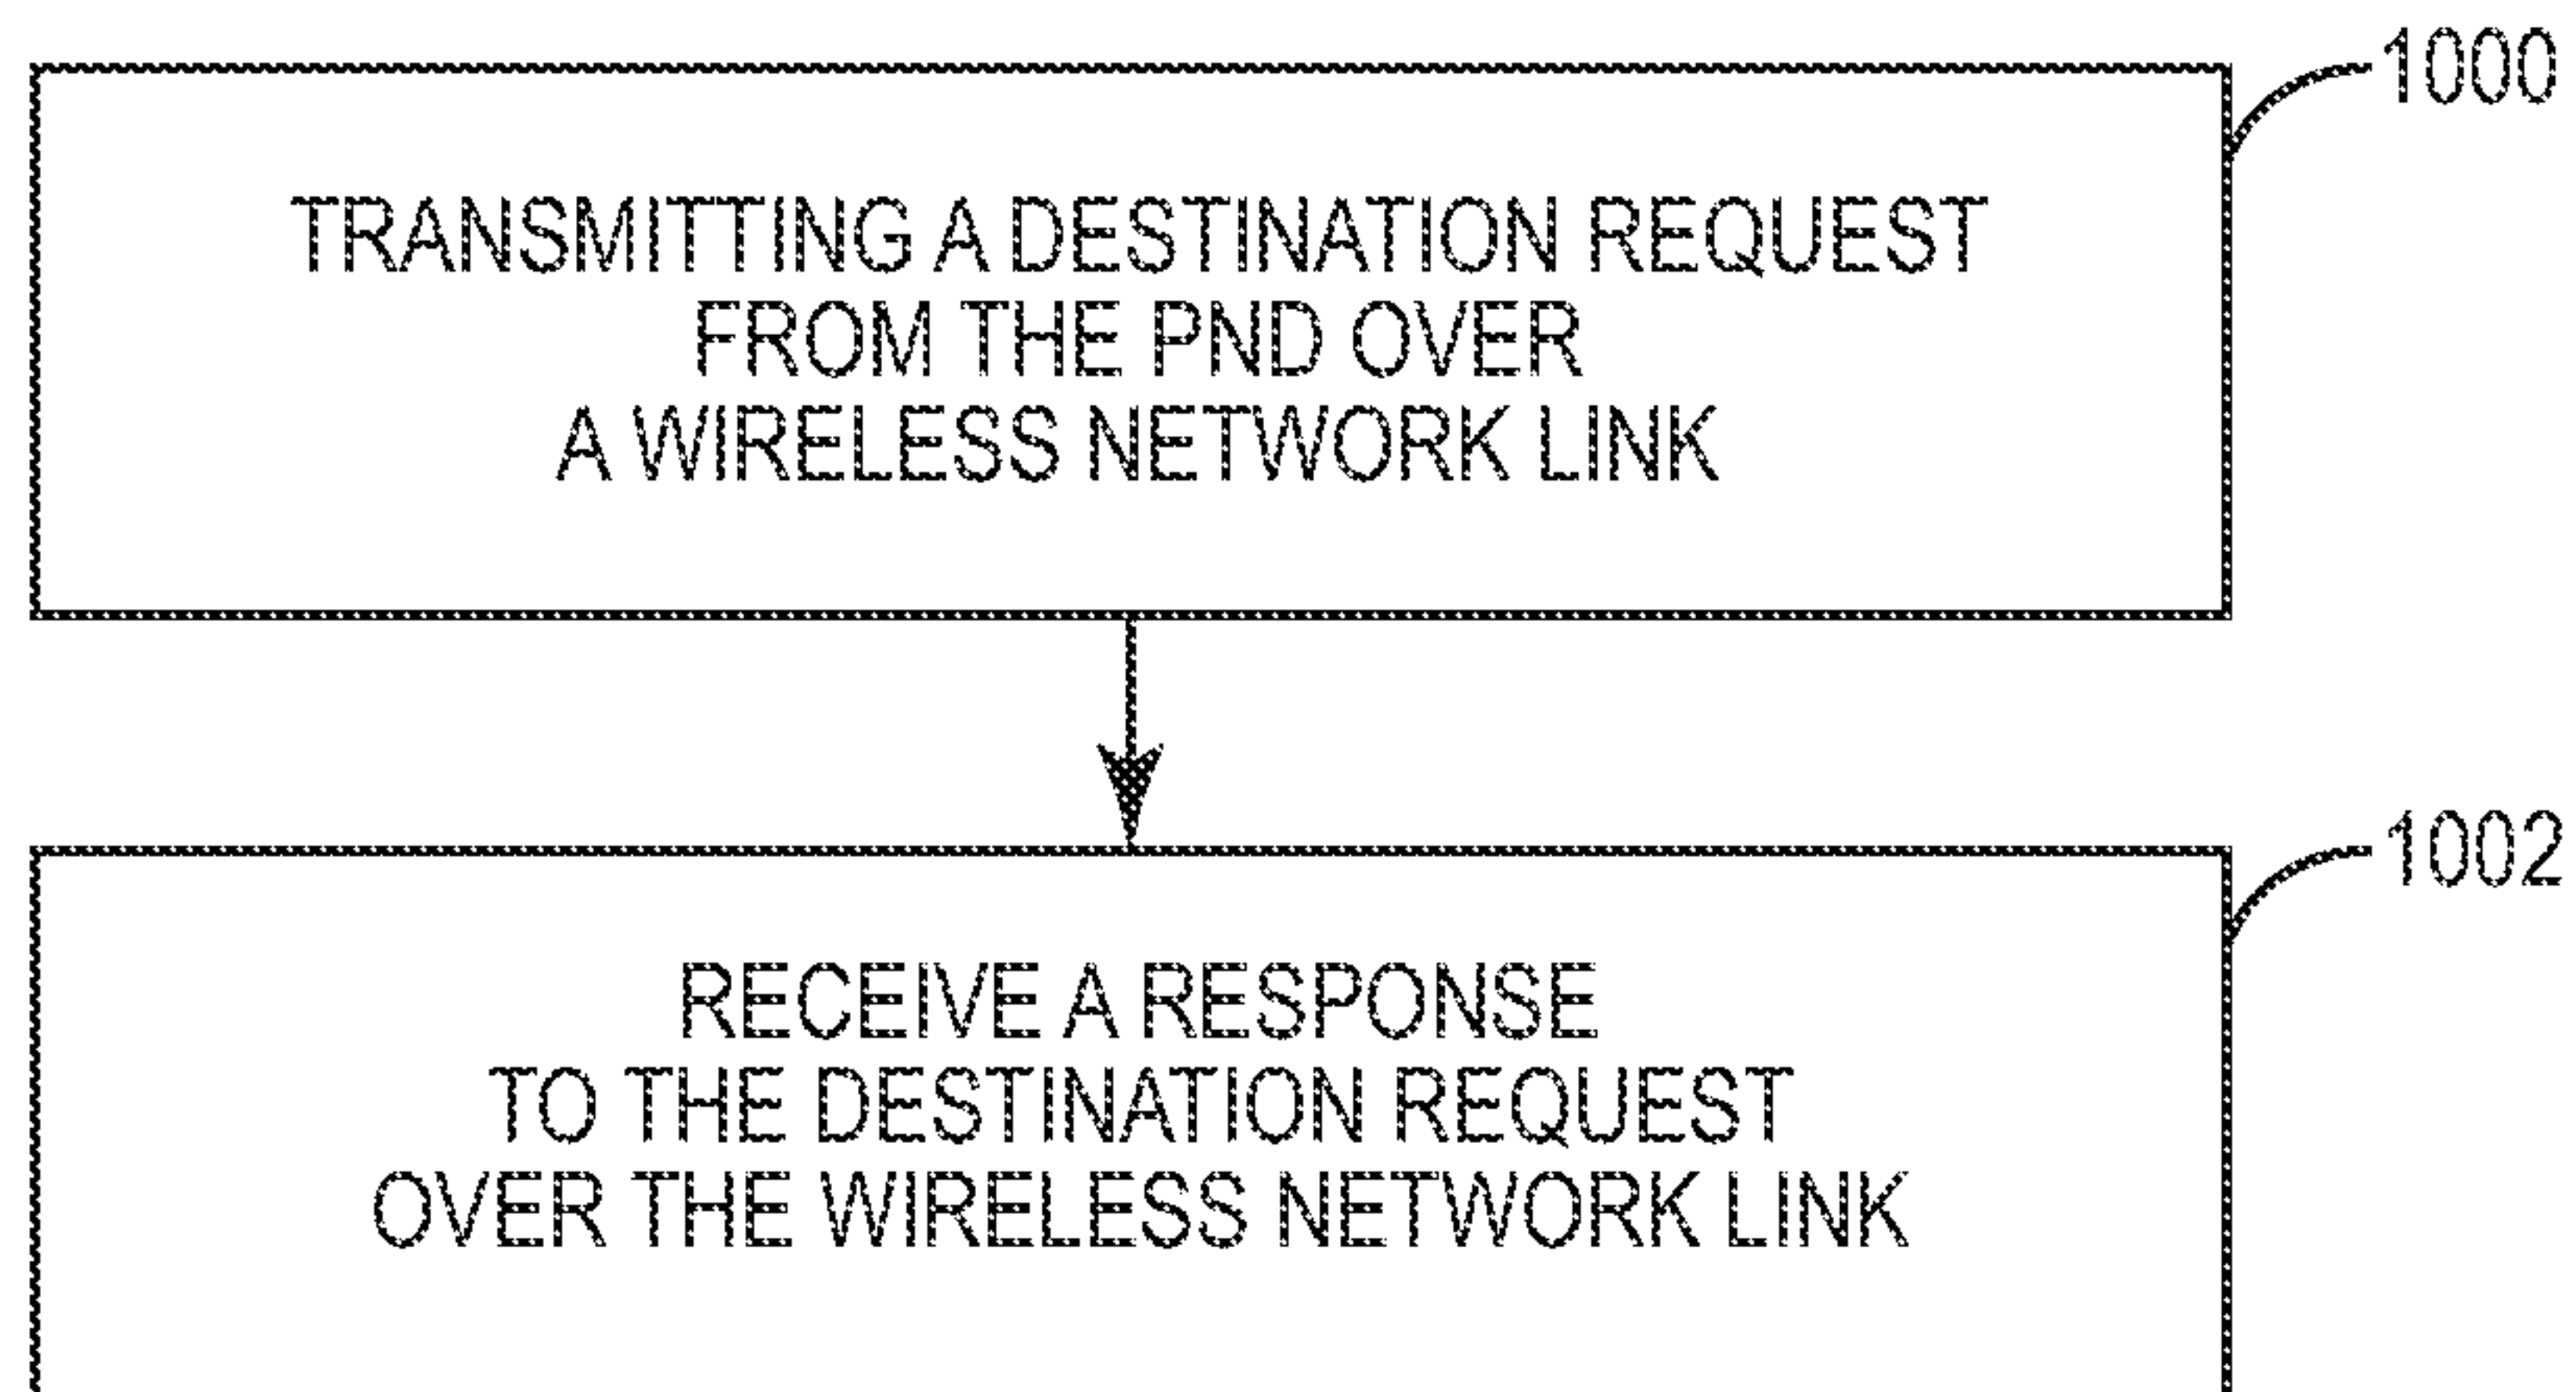 1000
TRANSMITTING A DESTINATION REQUEST
FROM THE PND OVER
A WIRELESS NETWORK LINK
1002
RECEIVE A RESPONSE
TO THE DESTINATION REQUEST
OVER THE WIRELESS NETWORK LINK